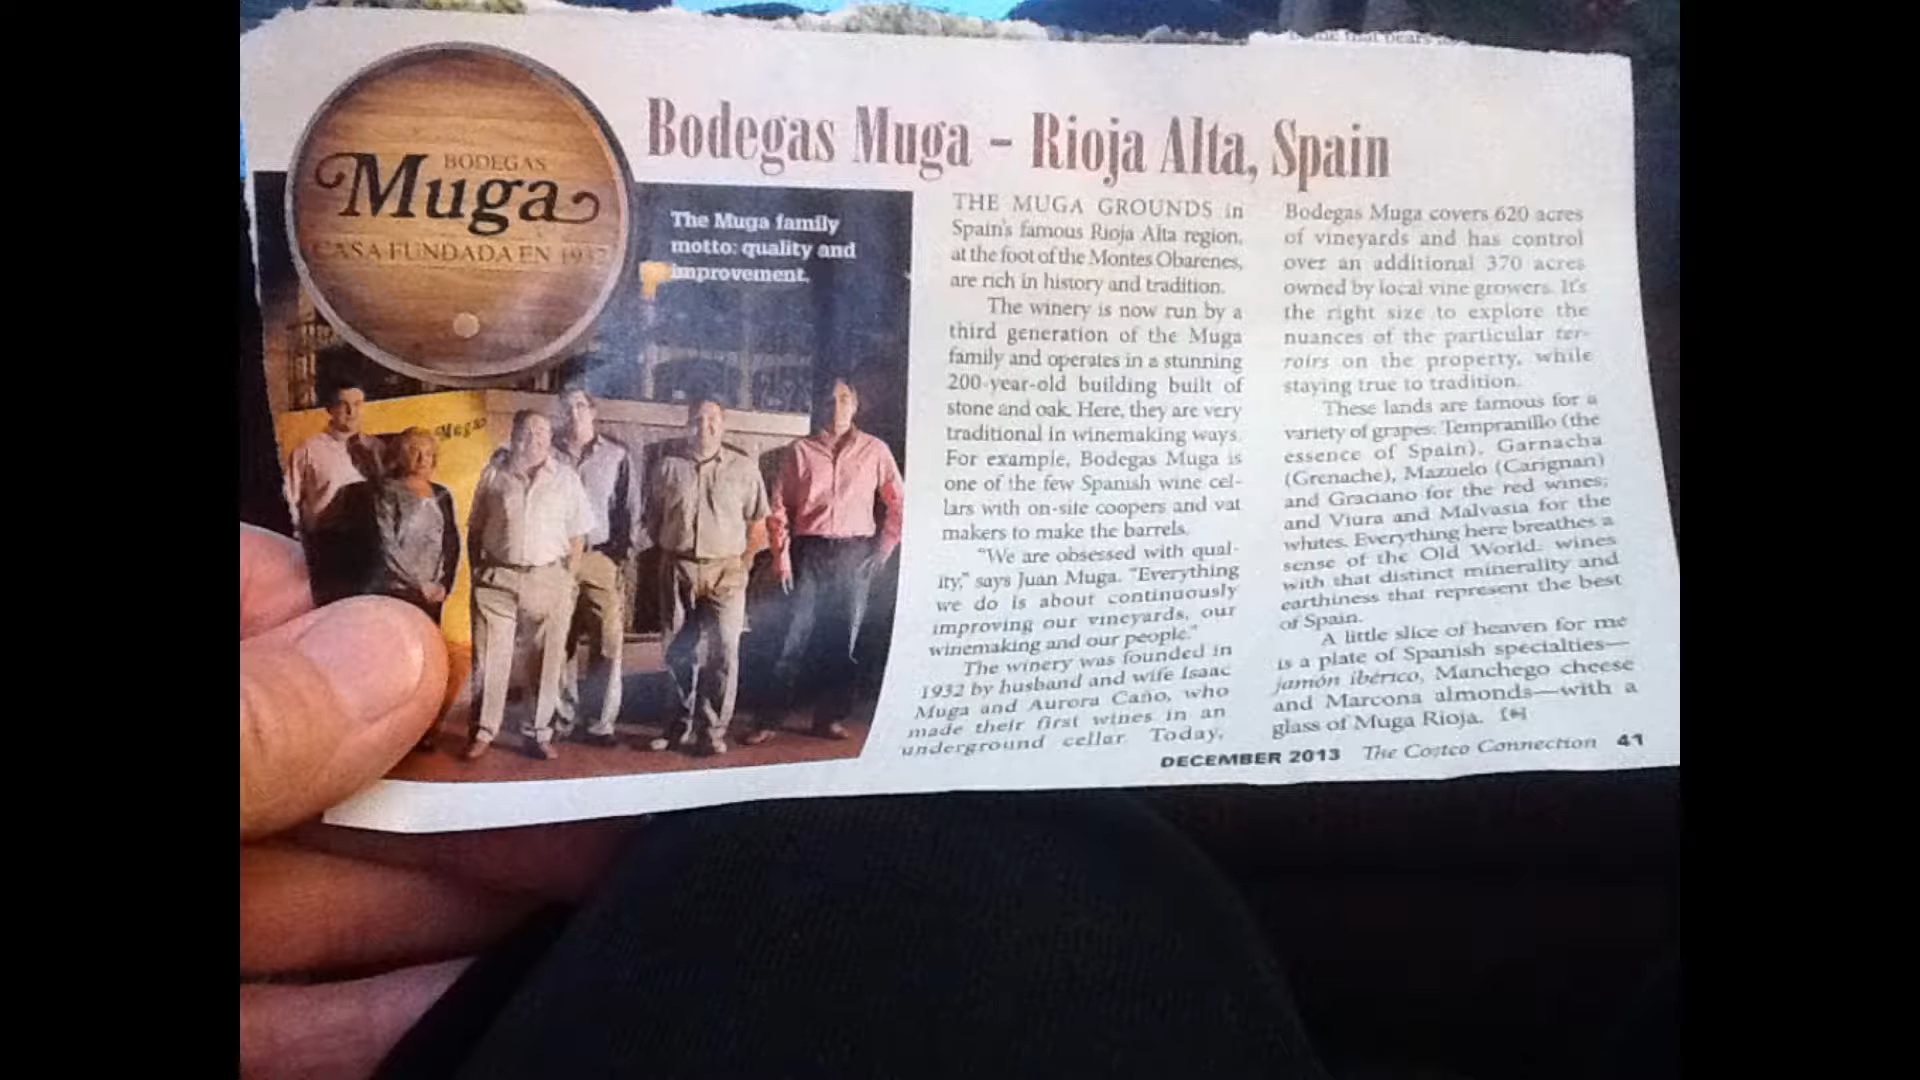 Bodegas Muga – Rioja Alta, Spain
BODEGAS
Muga
CASA FUNDADA EN 1932
The Muga family
motto: quality and
improvement.
Muga
THE MUGA GROUNDS in
Spain's famous Rioja Alta region,
at the foot of the Montes Obarenes,
are rich in history and tradition.
The winery is now run by a
third generation of the Muga
family and operates in a stunning
200-year-old building built of
stone and oak. Here, they are very
traditional in winemaking ways.
For example, Bodegas Muga is
one of the few Spanish wine cel-
lars with on-site coopers and vat
makers to make the barrels.
"We are obsessed with qual-
ity," says Juan Muga. "Everything
we do is about continuously
improving our vineyards, our
winemaking and our people."
The winery was founded in
1932 by husband and wife Isaac
Muga and Aurora Caño, who
made their first wines in an
underground cellar. Today,
Bodegas Muga covers 620 acres
of vineyards and has control
over an additional 370 acres
owned by local vine growers. It's
the right size to explore the
nuances of the particular ter-
roirs on the property, while
staying true to tradition.
These lands are famous for a
variety of grapes: Tempranillo (the
essence of Spain), Garnacha
(Grenache), Mazuelo (Carignan)
and Graciano for the red wines;
and Viura and Malvasia for the
whites. Everything here breathes a
sense of the Old World: wines
with that distinct minerality and
earthiness that represent the best
of Spain.
A little slice of heaven for me
is a plate of Spanish specialties—
jamón ibérico, Manchego cheese
and Marcona almonds—with a
glass of Muga Rioja.
DECEMBER 2013 The Costco Connection 41